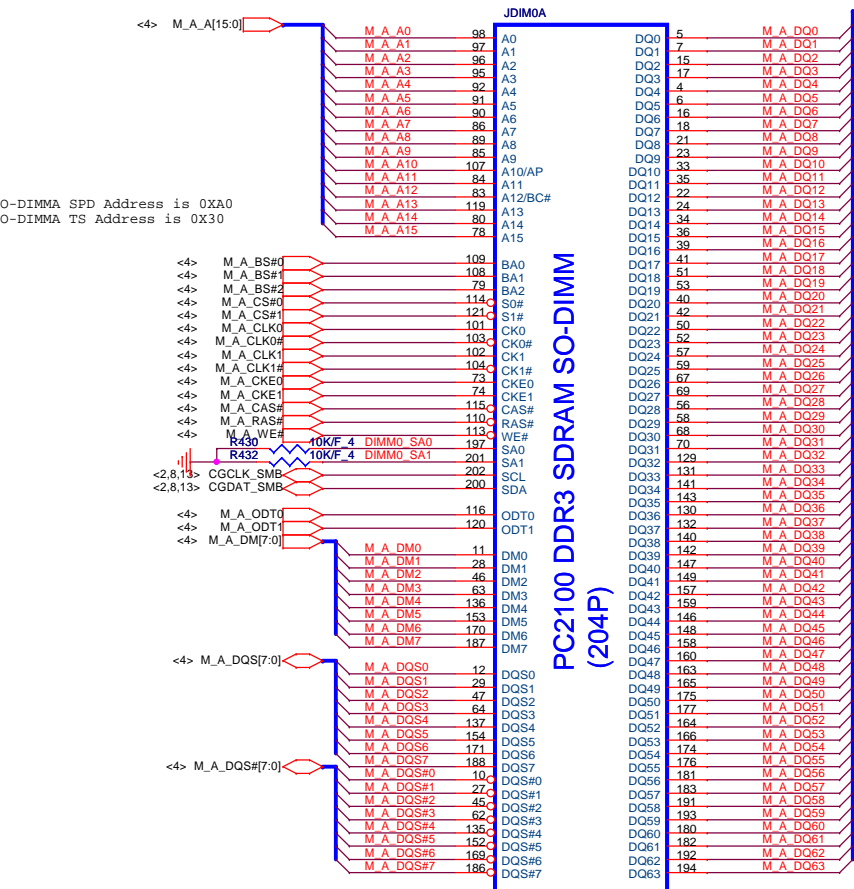 JDIM0A
<4> M_A_A[15:0]
M_A_A0 98 A0 DQ0 5 M_A_DQ0
M_A_A1 97 A1 DQ1 7 M_A_DQ1
M_A_A2 96 A2 DQ2 15 M_A_DQ2
M_A_A3 95 A3 DQ3 17 M_A_DQ3
M_A_A4 92 A4 DQ4 4 M_A_DQ4
M_A_A5 91 A5 DQ5 6 M_A_DQ5
M_A_A6 90 A6 DQ6 16 M_A_DQ6
M_A_A7 86 A7 DQ7 18 M_A_DQ7
M_A_A8 89 A8 DQ8 21 M_A_DQ8
M_A_A9 85 A9 DQ9 23 M_A_DQ9
M_A_A10 107 A10/AP DQ10 33 M_A_DQ10
M_A_A11 84 A11 DQ11 35 M_A_DQ11
M_A_A12 83 A12/BC# DQ12 22 M_A_DQ12
M_A_A13 119 A13 DQ13 24 M_A_DQ13
M_A_A14 80 A14 DQ14 34 M_A_DQ14
M_A_A15 78 A15 DQ15 36 M_A_DQ15
O-DIMMA SPD Address is 0XA0
O-DIMMA TS Address is 0X30
DQ16 39 M_A_DQ16
<4> M_A_BS#0 109 BA0 DQ17 41 M_A_DQ17
<4> M_A_BS#1 108 BA1 DQ18 51 M_A_DQ18
<4> M_A_BS#2 79 BA2 DQ19 53 M_A_DQ19
<4> M_A_CS#0 114 S0# DQ20 40 M_A_DQ20
<4> M_A_CS#1 121 S1# DQ21 42 M_A_DQ21
<4> M_A_CLK0 101 CK0 DQ22 50 M_A_DQ22
<4> M_A_CLK0# 103 CK0# DQ23 52 M_A_DQ23
<4> M_A_CLK1 102 CK1 DQ24 57 M_A_DQ24
<4> M_A_CLK1# 104 CK1# DQ25 59 M_A_DQ25
<4> M_A_CKE0 73 CKE0 DQ26 67 M_A_DQ26
<4> M_A_CKE1 74 CKE1 DQ27 69 M_A_DQ27
<4> M_A_CAS# 115 CAS# DQ28 56 M_A_DQ28
<4> M_A_RAS# 110 RAS# DQ29 58 M_A_DQ29
<4> M_A_WE# 113 WE# DQ30 68 M_A_DQ30
R430 10K/F_4 DIMM0_SA0 197 SA0 DQ31 70 M_A_DQ31
R432 10K/F_4 DIMM0_SA1 201 SA1 DQ32 129 M_A_DQ32
<2,8,13> CGCLK_SMB 202 SCL DQ33 131 M_A_DQ33
<2,8,13> CGDAT_SMB 200 SDA DQ34 141 M_A_DQ34
DQ35 143 M_A_DQ35
<4> M_A_ODT0 116 ODT0 DQ36 130 M_A_DQ36
<4> M_A_ODT1 120 ODT1 DQ37 132 M_A_DQ37
<4> M_A_DM[7:0] DQ38 140 M_A_DQ38
M_A_DM0 11 DM0 DQ39 142 M_A_DQ39
M_A_DM1 28 DM1 DQ40 147 M_A_DQ40
M_A_DM2 46 DM2 DQ41 149 M_A_DQ41
M_A_DM3 63 DM3 DQ42 157 M_A_DQ42
M_A_DM4 136 DM4 DQ43 159 M_A_DQ43
M_A_DM5 153 DM5 DQ44 146 M_A_DQ44
M_A_DM6 170 DM6 DQ45 148 M_A_DQ45
M_A_DM7 187 DM7 DQ46 158 M_A_DQ46
<4> M_A_DQS[7:0] DQ47 160 M_A_DQ47
M_A_DQS0 12 DQS0 DQ48 163 M_A_DQ48
M_A_DQS1 29 DQS1 DQ49 165 M_A_DQ49
M_A_DQS2 47 DQS2 DQ50 175 M_A_DQ50
M_A_DQS3 64 DQS3 DQ51 177 M_A_DQ51
M_A_DQS4 137 DQS4 DQ52 164 M_A_DQ52
M_A_DQS5 154 DQS5 DQ53 166 M_A_DQ53
M_A_DQS6 171 DQS6 DQ54 174 M_A_DQ54
M_A_DQS7 188 DQS7 DQ55 176 M_A_DQ55
<4> M_A_DQS#[7:0]
M_A_DQS#0 10 DQS#0 DQ56 181 M_A_DQ56
M_A_DQS#1 27 DQS#1 DQ57 183 M_A_DQ57
M_A_DQS#2 45 DQS#2 DQ58 191 M_A_DQ58
M_A_DQS#3 62 DQS#3 DQ59 193 M_A_DQ59
M_A_DQS#4 135 DQS#4 DQ60 180 M_A_DQ60
M_A_DQS#5 152 DQS#5 DQ61 182 M_A_DQ61
M_A_DQS#6 169 DQS#6 DQ62 192 M_A_DQ62
M_A_DQS#7 186 DQS#7 DQ63 194 M_A_DQ63
PC2100 DDR3 SDRAM SO-DIMM
(204P)